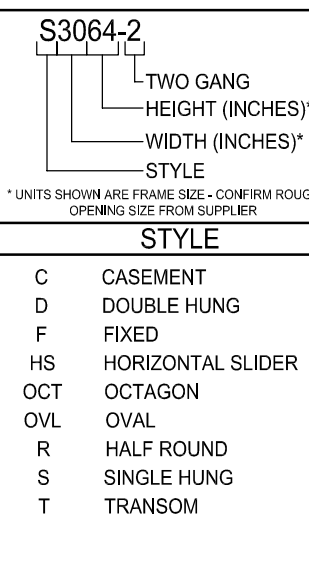 S3064-2
TWO GANG
HEIGHT (INCHES)*
WIDTH (INCHES)*
STYLE
* UNITS SHOWN ARE FRAME SIZE - CONFIRM ROUG
OPENING SIZE FROM SUPPLIER
STYLE
C CASEMENT
D DOUBLE HUNG
F FIXED
HS HORIZONTAL SLIDER
OCT OCTAGON
OVL OVAL
R HALF ROUND
S SINGLE HUNG
T TRANSOM